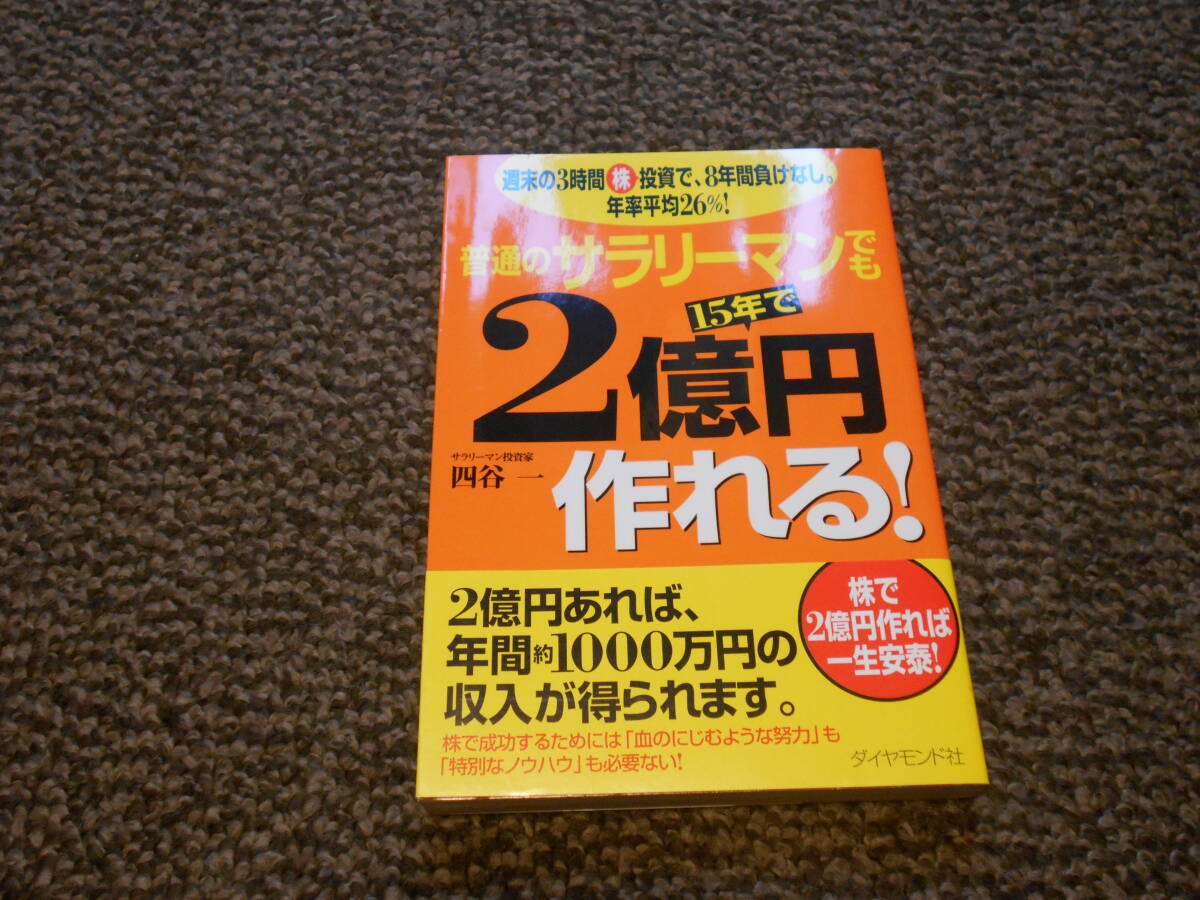 週末の3時間 株 投資で、8年間負けなし。
年率平均26%!
普通のサラリーマンでも
15年で
2億円
サラリーマン投資家
四谷 一
作れる!
2億円あれば、
年間約1000万円の
収入が得られます。
株で
2億円作れば
一生安泰!
株で成功するためには「血のにじむような努力」も
「特別なノウハウ」も必要ない!
ダイヤモンド社